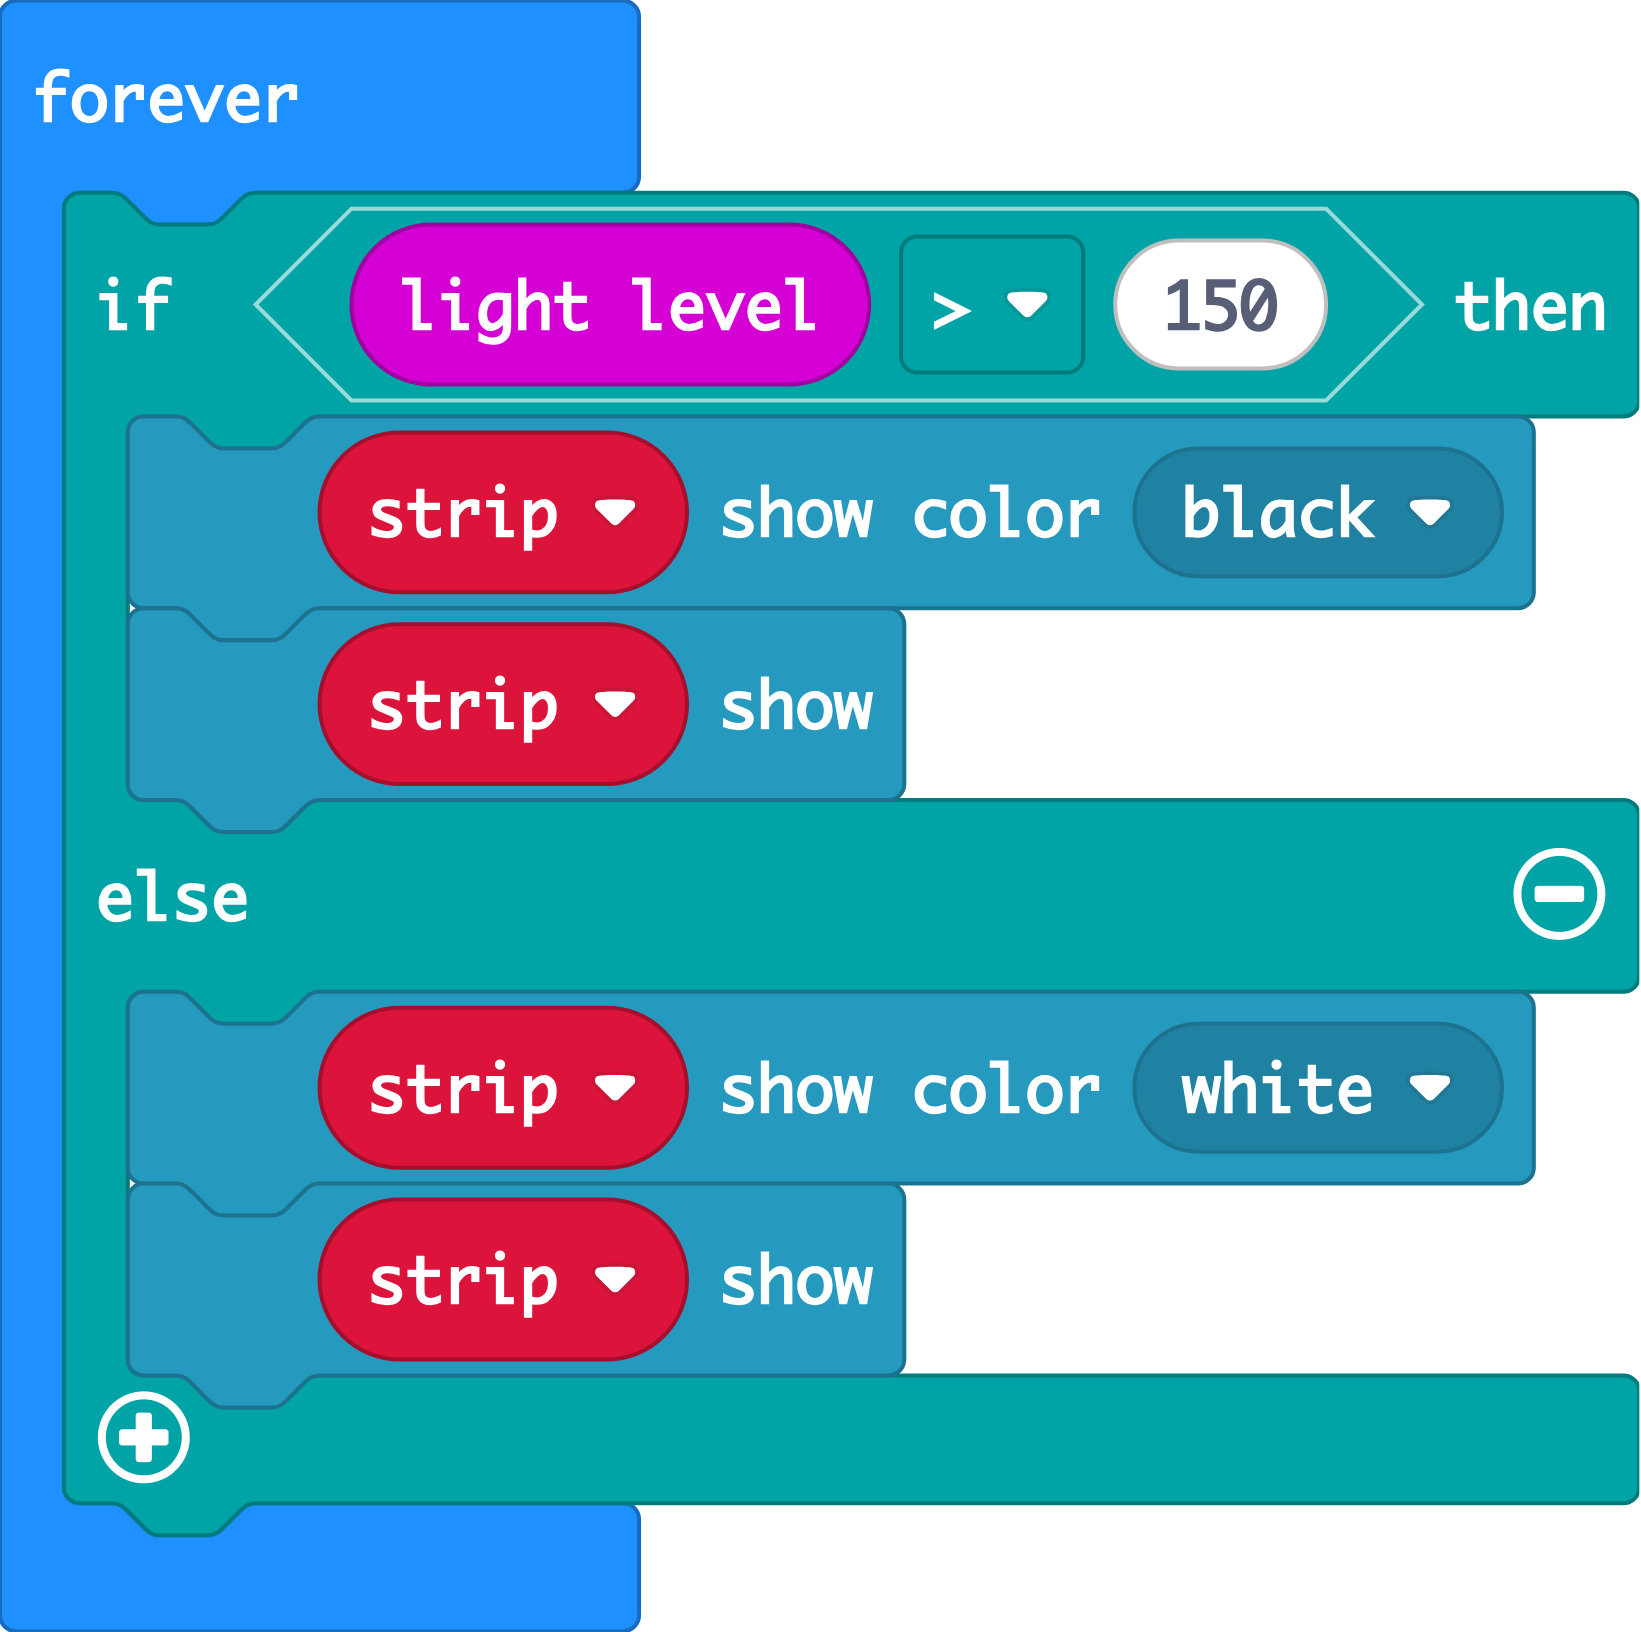 forever
if light level > 150 then
strip show color black
strip show
else
strip show color white
strip show